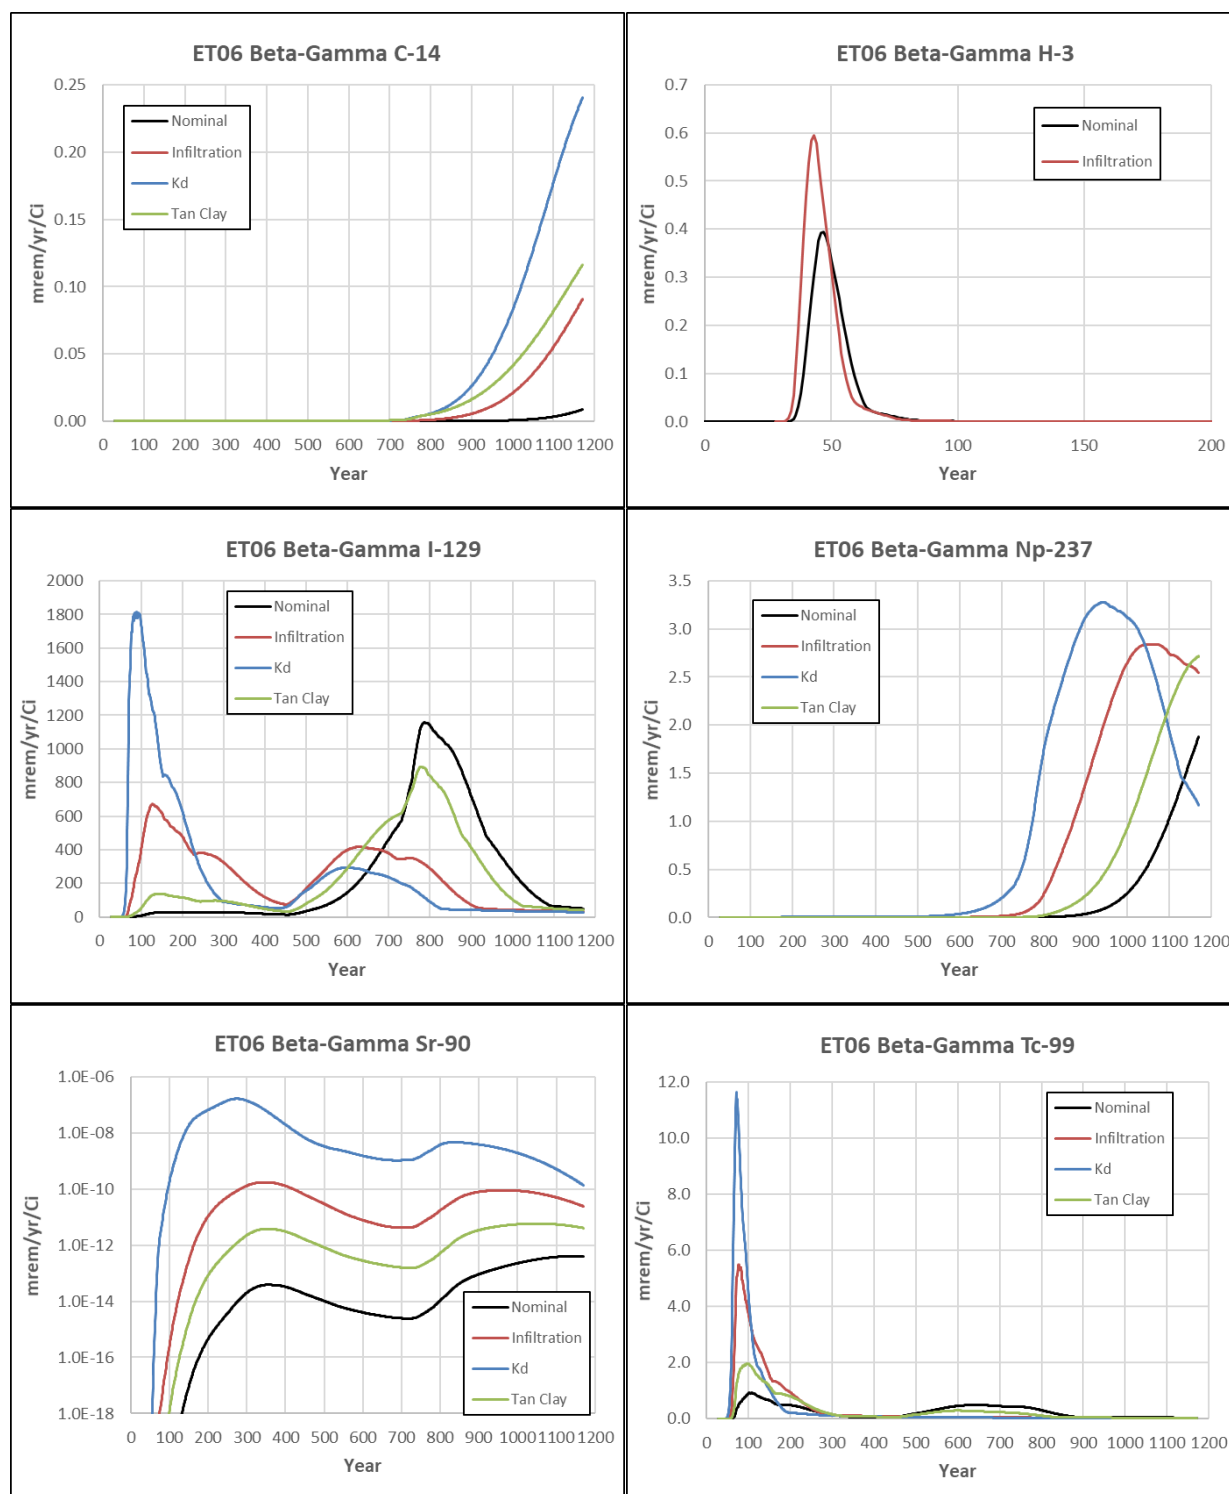 ET06 Beta-Gamma C-14
mrem/yr/Ci
0.25
0.20
0.15
0.10
0.05
0.00
Nominal
Infiltration
Kd
Tan Clay
0 100 200 300 400 500 600 700 800 900 1000 1100 1200
Year
ET06 Beta-Gamma H-3
mrem/yr/Ci
0.7
0.6
0.5
0.4
0.3
0.2
0.1
0.0
Nominal
Infiltration
0 50 100 150 200
Year
ET06 Beta-Gamma I-129
mrem/yr/Ci
2000
1800
1600
1400
1200
1000
800
600
400
200
0
Nominal
Infiltration
Kd
Tan Clay
0 100 200 300 400 500 600 700 800 900 1000 1100 1200
Year
ET06 Beta-Gamma Np-237
mrem/yr/Ci
3.5
3.0
2.5
2.0
1.5
1.0
0.5
0.0
Nominal
Infiltration
Kd
Tan Clay
0 100 200 300 400 500 600 700 800 900 1000 1100 1200
Year
ET06 Beta-Gamma Sr-90
mrem/yr/Ci
1.0E-06
1.0E-08
1.0E-10
1.0E-12
1.0E-14
1.0E-16
1.0E-18
Nominal
Infiltration
Kd
Tan Clay
0 100 200 300 400 500 600 700 800 900 1000 1100 1200
Year
ET06 Beta-Gamma Tc-99
mrem/yr/Ci
12.0
10.0
8.0
6.0
4.0
2.0
0.0
Nominal
Infiltration
Kd
Tan Clay
0 100 200 300 400 500 600 700 800 900 1000 1100 1200
Year